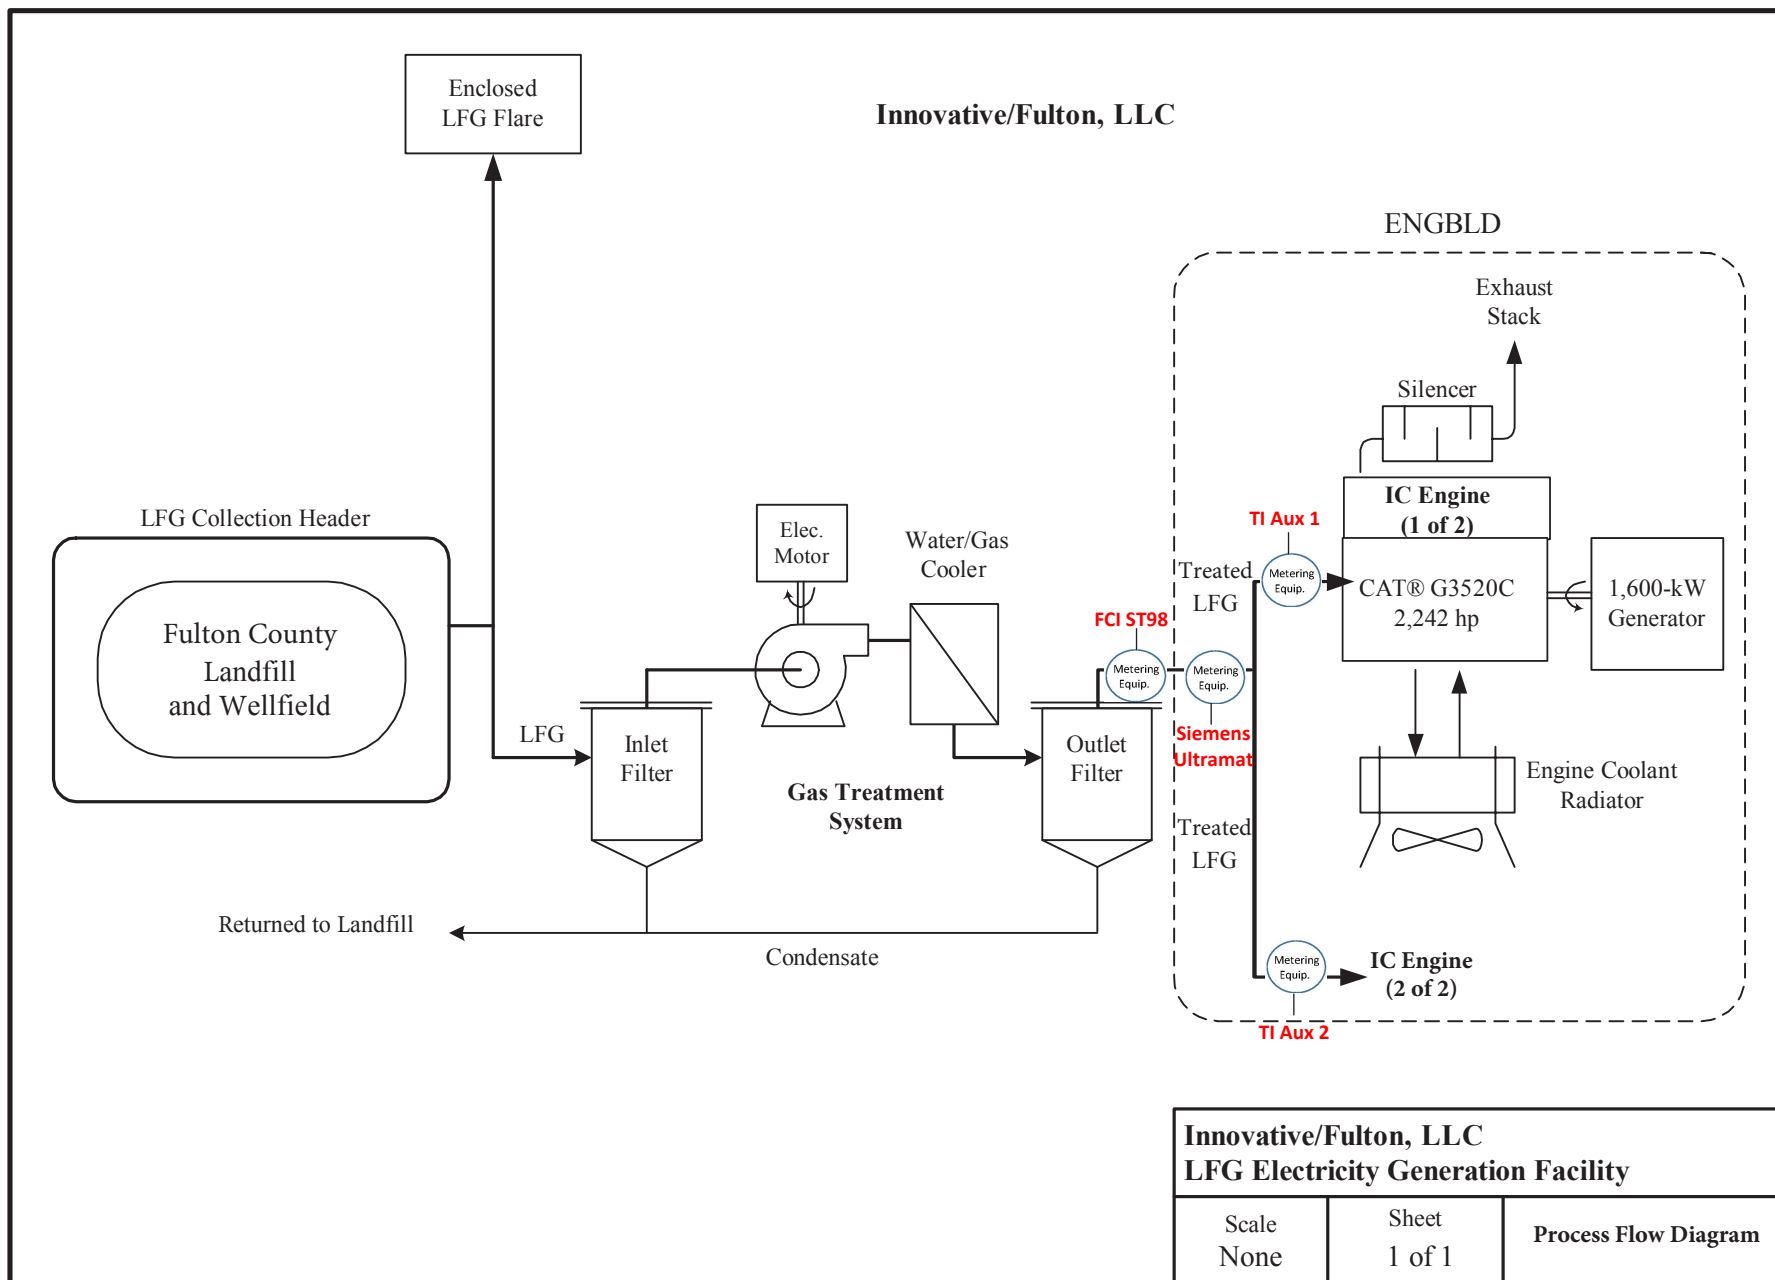 Enclosed
LFG Flare
Innovative/Fulton, LLC
ENGBLD
Exhaust
Stack
Silencer
IC Engine
(1 of 2)
LFG Collection Header
Elec.
Motor
Water/Gas
Cooler
TI Aux 1
Metering
Equip.
Treated
LFG
CAT® G3520C
2,242 hp
1,600-kW
Generator
Fulton County
Landfill
and Wellfield
FCI ST98
Metering
Equip.
Metering
Equip.
Siemens
Ultramat
LFG
Inlet
Filter
Gas Treatment
System
Outlet
Filter
Engine Coolant
Radiator
Treated
LFG
Returned to Landfill
Condensate
Metering
Equip.
IC Engine
(2 of 2)
TI Aux 2
Innovative/Fulton, LLC
LFG Electricity Generation Facility
Scale
None
Sheet
1 of 1
Process Flow Diagram